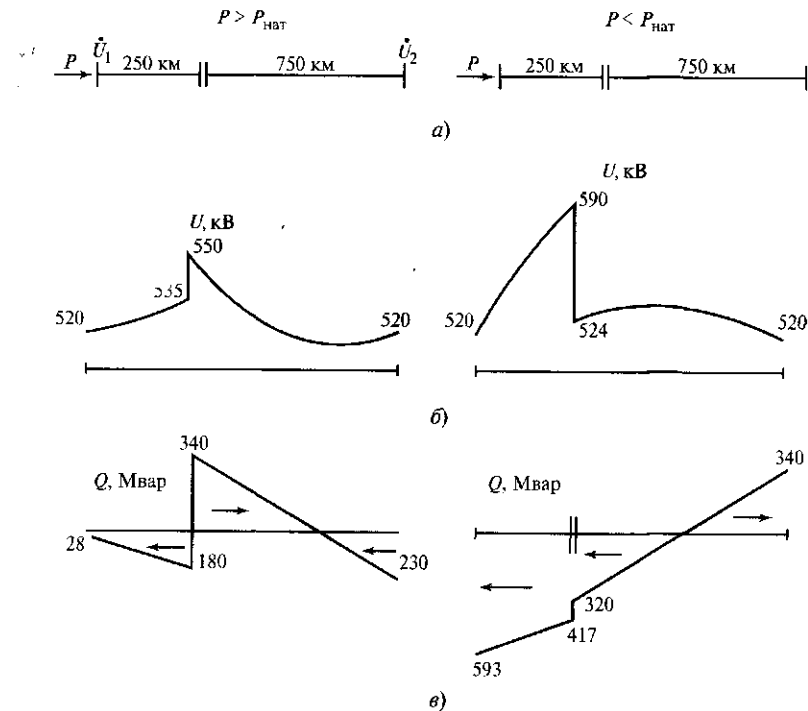 P > Pнат
P < Pнат
U̇₁
U̇₂
P
250 км
750 км
P
250 км
750 км
а)
U, кВ
550
535
520
520
U, кВ
590
520
524
520
б)
Q, Мвар
340
28
180
230
Q, Мвар
340
320
417
593
в)